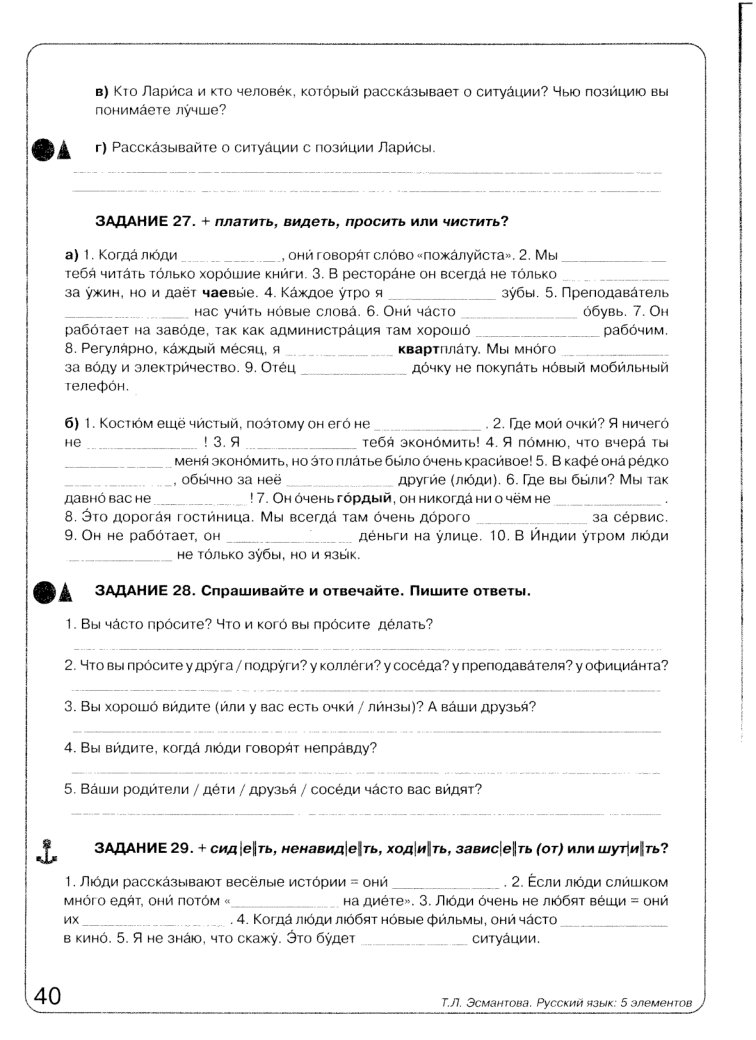 в) Кто Лари́са и кто челове́к, кото́рый расска́зывает о ситуа́ции? Чью пози́цию вы
понима́ете лу́чше?
г) Расска́зывайте о ситуа́ции с пози́ции Лари́сы.
ЗАДАНИЕ 27. + платить, видеть, просить или чистить?
а) 1. Когда́ лю́ди ____________, они́ говоря́т сло́во «пожа́луйста». 2. Мы ____________
тебя́ чита́ть то́лько хоро́шие кни́ги. 3. В рестора́не он всегда́ не то́лько ____________
за у́жин, но и даёт чаевы́е. 4. Ка́ждое у́тро я ____________ зу́бы. 5. Преподава́тель
____________ нас учи́ть но́вые слова́. 6. Они́ ча́сто ____________ о́бувь. 7. Он
рабо́тает на заво́де, так как администра́ция там хорошо́ ____________ рабо́чим.
8. Регуля́рно, ка́ждый ме́сяц, я ____________ квартпла́ту. Мы мно́го ____________
за во́ду и электри́чество. 9. Оте́ц ____________ до́чку не покупа́ть но́вый моби́льный
телефо́н.
б) 1. Костю́м ещё чи́стый, поэ́тому он его́ не ____________ . 2. Где мои́ очки́? Я ничего́
не ____________ ! 3. Я ____________ тебя́ эконо́мить! 4. Я по́мню, что вчера́ ты
____________ меня́ эконо́мить, но э́то пла́тье бы́ло о́чень краси́вое! 5. В кафе́ она́ ре́дко
____________, обы́чно за неё ____________ други́е (лю́ди). 6. Где вы бы́ли? Мы так
давно́ вас не ____________ ! 7. Он о́чень го́рдый, он никогда́ ни о чём не ____________ .
8. Э́то дорога́я гости́ница. Мы всегда́ там о́чень до́рого ____________ за се́рвис.
9. Он не рабо́тает, он ____________ де́ньги на у́лице. 10. В И́ндии у́тром лю́ди
____________ не то́лько зу́бы, но и язы́к.
ЗАДАНИЕ 28. Спрашивайте и отвечайте. Пишите ответы.
1. Вы ча́сто про́сите? Что и кого́ вы про́сите де́лать?
2. Что вы про́сите у дру́га / подру́ги? у колле́ги? у сосе́да? у преподава́теля? у официа́нта?
3. Вы хорошо́ ви́дите (и́ли у вас есть очки́ / ли́нзы)? А ва́ши друзья́?
4. Вы ви́дите, когда́ лю́ди говоря́т непра́вду?
5. Ва́ши роди́тели / де́ти / друзья́ / сосе́ди ча́сто вас ви́дят?
ЗАДАНИЕ 29. + сид|е||ть, ненавид|е||ть, ход|и||ть, завис|е||ть (от) или шут|и||ть?
1. Лю́ди расска́зывают весёлые исто́рии = они́ ____________ . 2. Е́сли лю́ди сли́шком
мно́го едя́т, они́ пото́м «____________ на дие́те». 3. Лю́ди о́чень не лю́бят ве́щи = они́
их ____________ . 4. Когда́ лю́ди лю́бят но́вые фи́льмы, они́ ча́сто ____________
в кино́. 5. Я не зна́ю, что скажу́. Э́то бу́дет ____________ ситуа́ции.
40
Т.Л. Эсмантова. Русский язык: 5 элементов